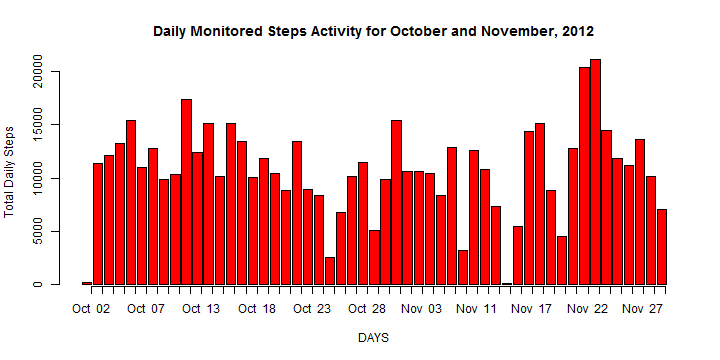 Daily Monitored Steps Activity for October and November, 2012
Total Daily Steps
20000
15000
10000
5000
0
Oct 02 Oct 07 Oct 13 Oct 18 Oct 23 Oct 28 Nov 03 Nov 11 Nov 17 Nov 22 Nov 27
DAYS